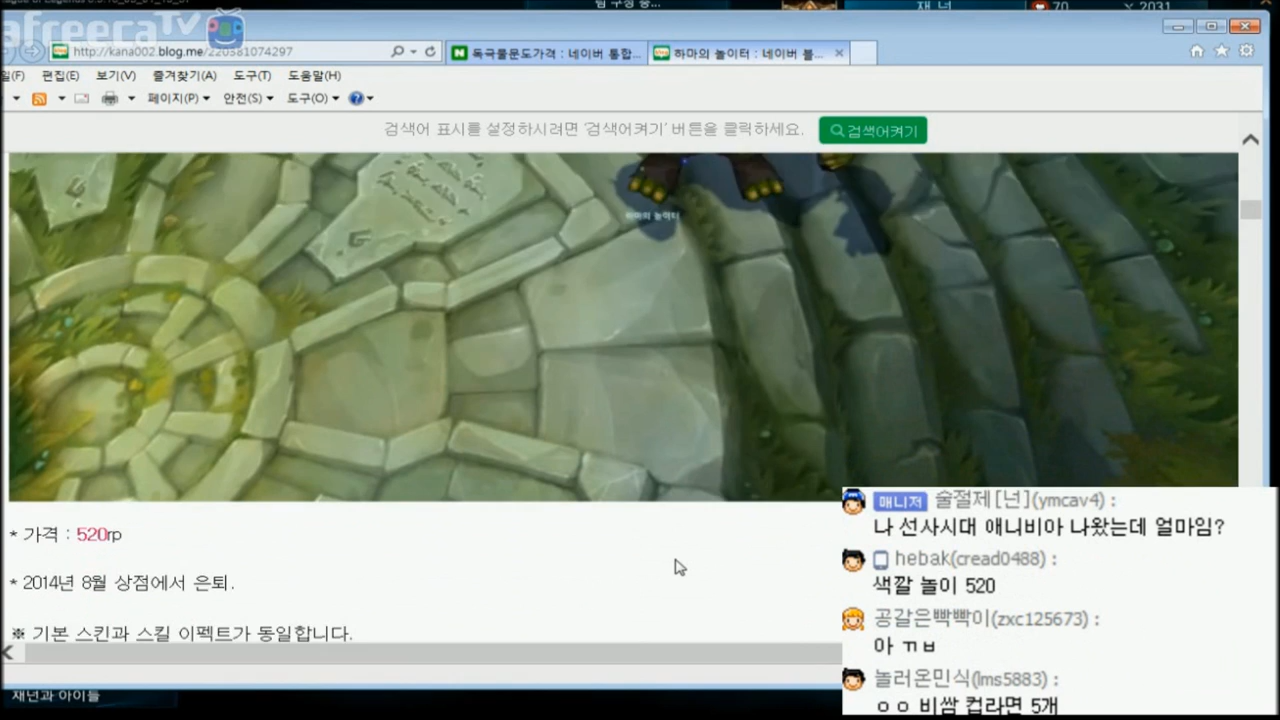 팀 구성 중...
재 넌
70
2031
afreecaTV
http://kana002.blog.me/220581074297
독극물문도가격 : 네이버 통합...
하마의 놀이터 : 네이버 블...
편집(E) 보기(V) 즐겨찾기(A) 도구(T) 도움말(H)
페이지(P) 안전(S) 도구(O)
검색어 표시를 설정하시려면 '검색어켜기' 버튼을 클릭하세요.
검색어켜기
하마의 놀이터
* 가격 : 520rp
* 2014년 8월 상점에서 은퇴.
※ 기본 스킨과 스킬 이펙트가 동일합니다.
재넌과 아이들
매니저 술절제[넌](ymcav4) :
나 선사시대 애니비아 나왔는데 얼마임?
hebak(cread0488) :
색깔 놀이 520
공갈은빡빡이(zxc125673) :
아 ㄲㅂ
놀러온민식(lms5883) :
ㅇㅇ 비쌈 컵라면 5개